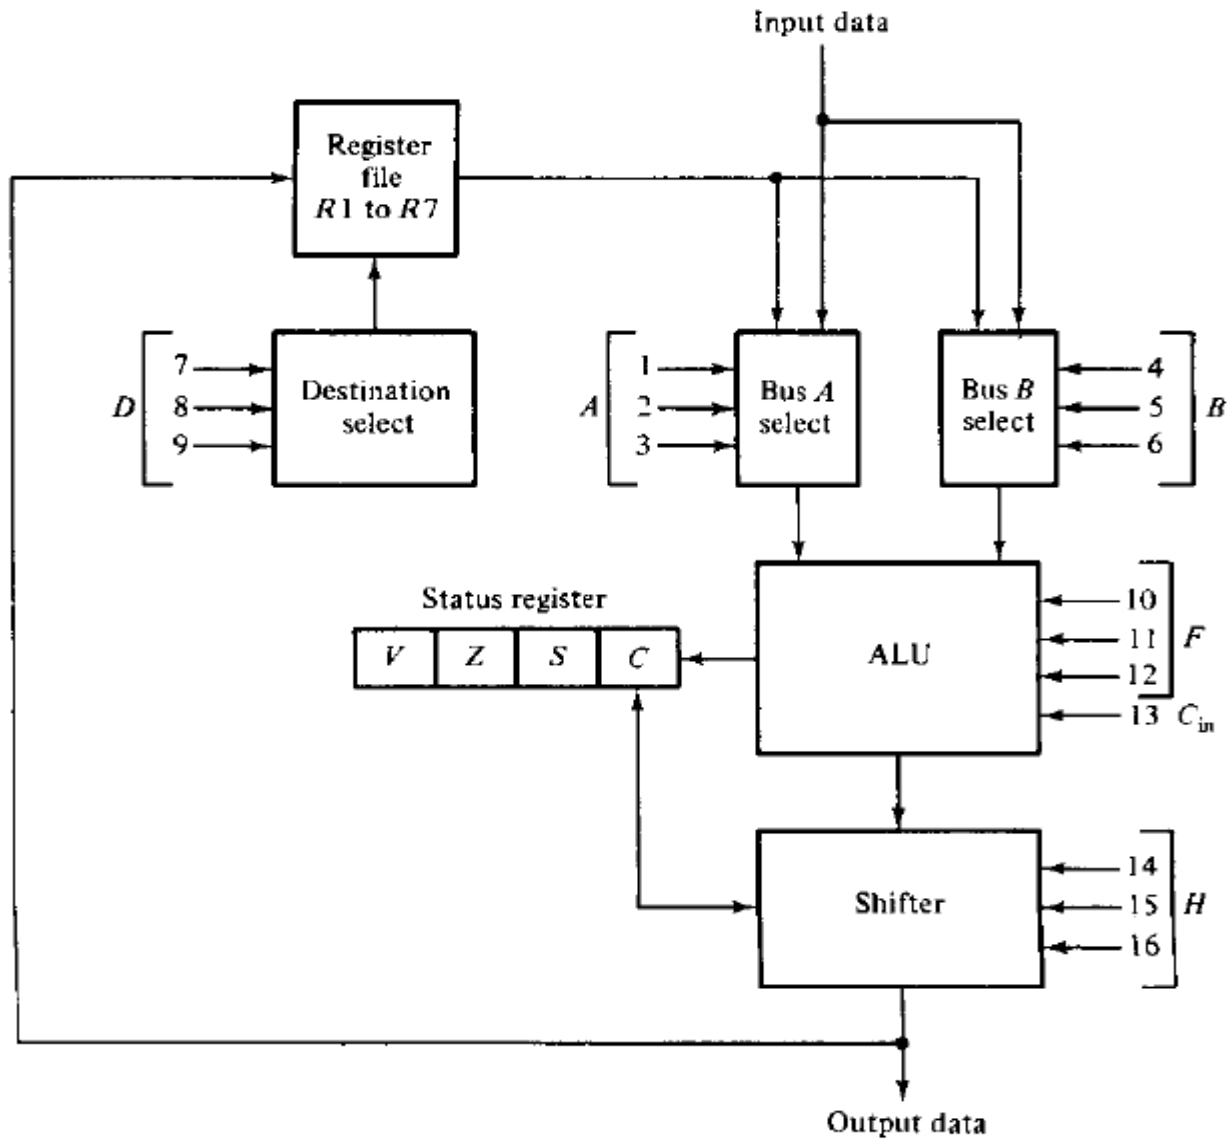 Input data
Register
file
R1 to R7
D
7
8
9
Destination
select
A
1
2
3
Bus A
select
Bus B
select
4
5
6
B
Status register
V Z S C
ALU
10
11
12
F
13 C_in
Shifter
14
15
16
H
Output data